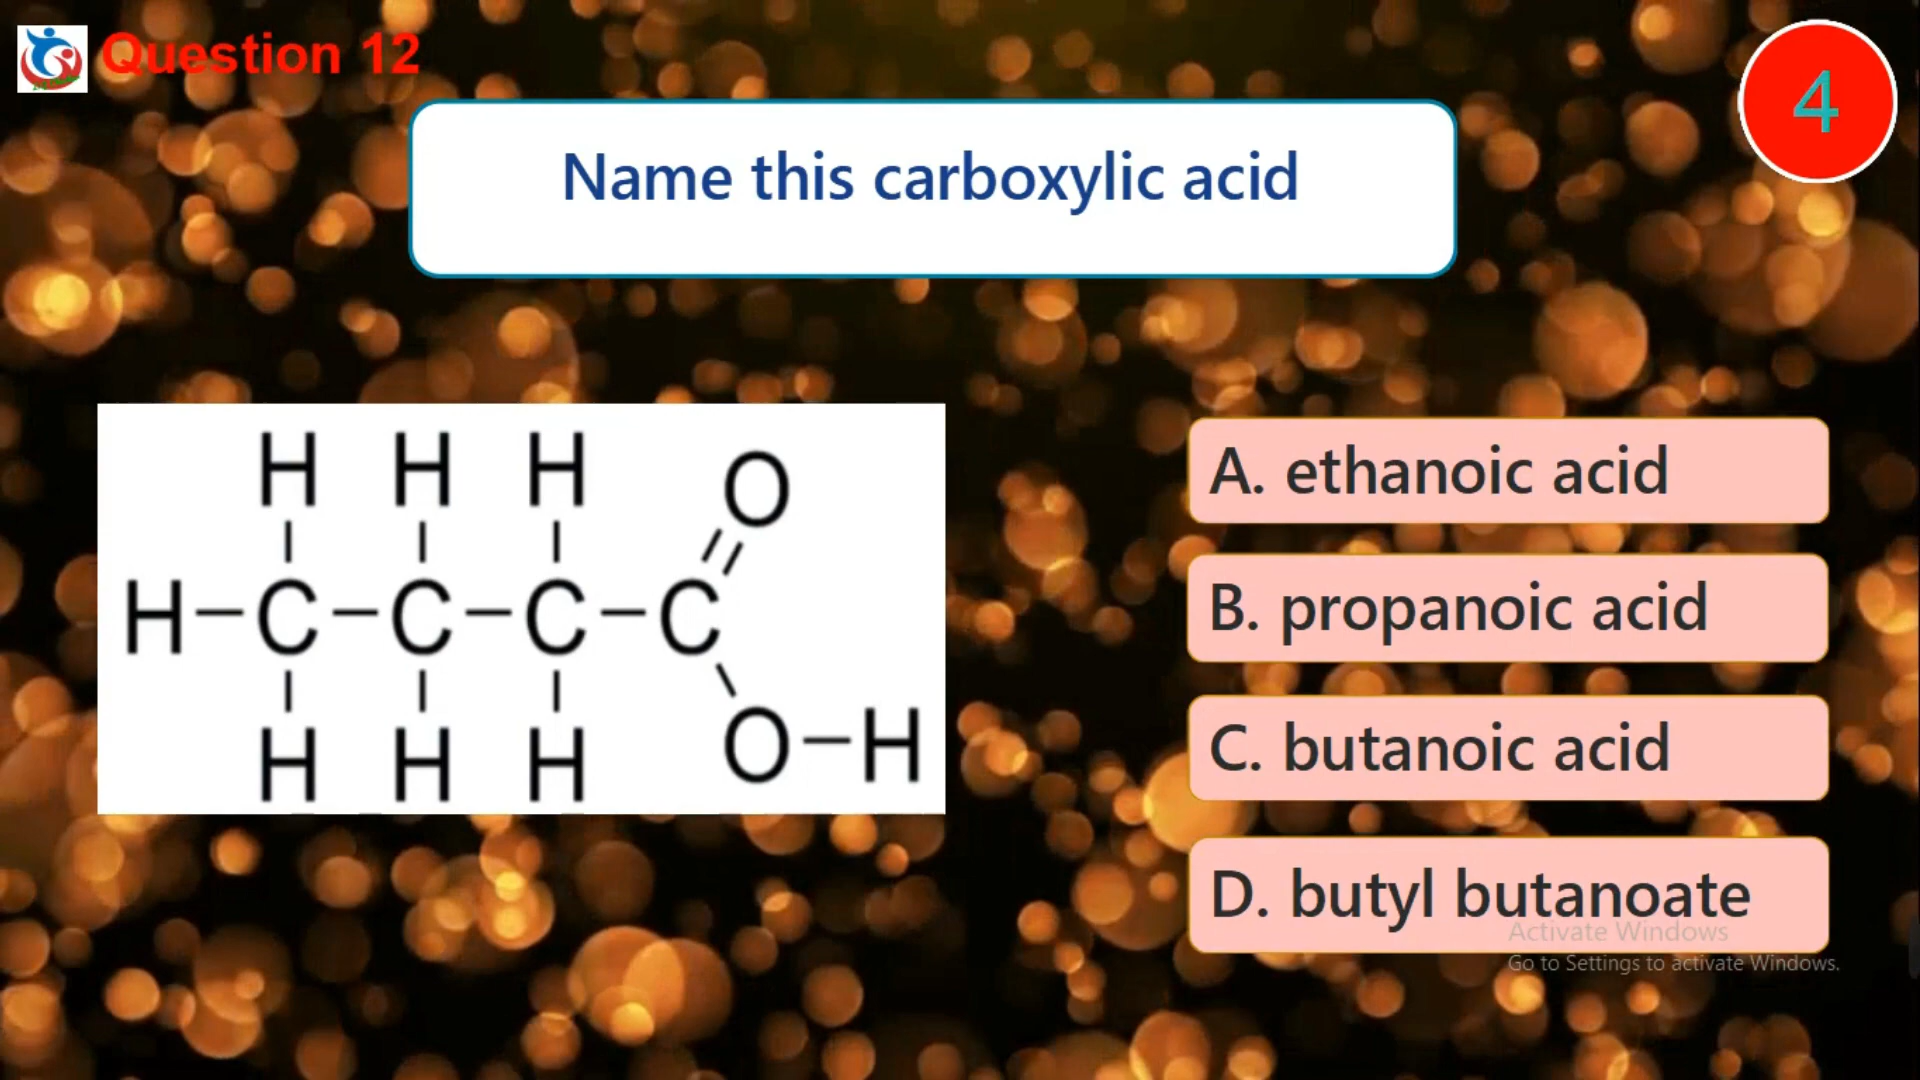 Question 12
4
Name this carboxylic acid
H H H O
H-C-C-C-C
H H H O-H
A. ethanoic acid
B. propanoic acid
C. butanoic acid
D. butyl butanoate
Activate Windows
Go to Settings to activate Windows.